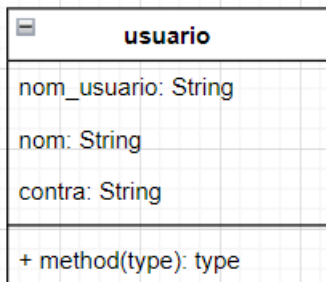 usuario
nom_usuario: String
nom: String
contra: String
+ method(type): type